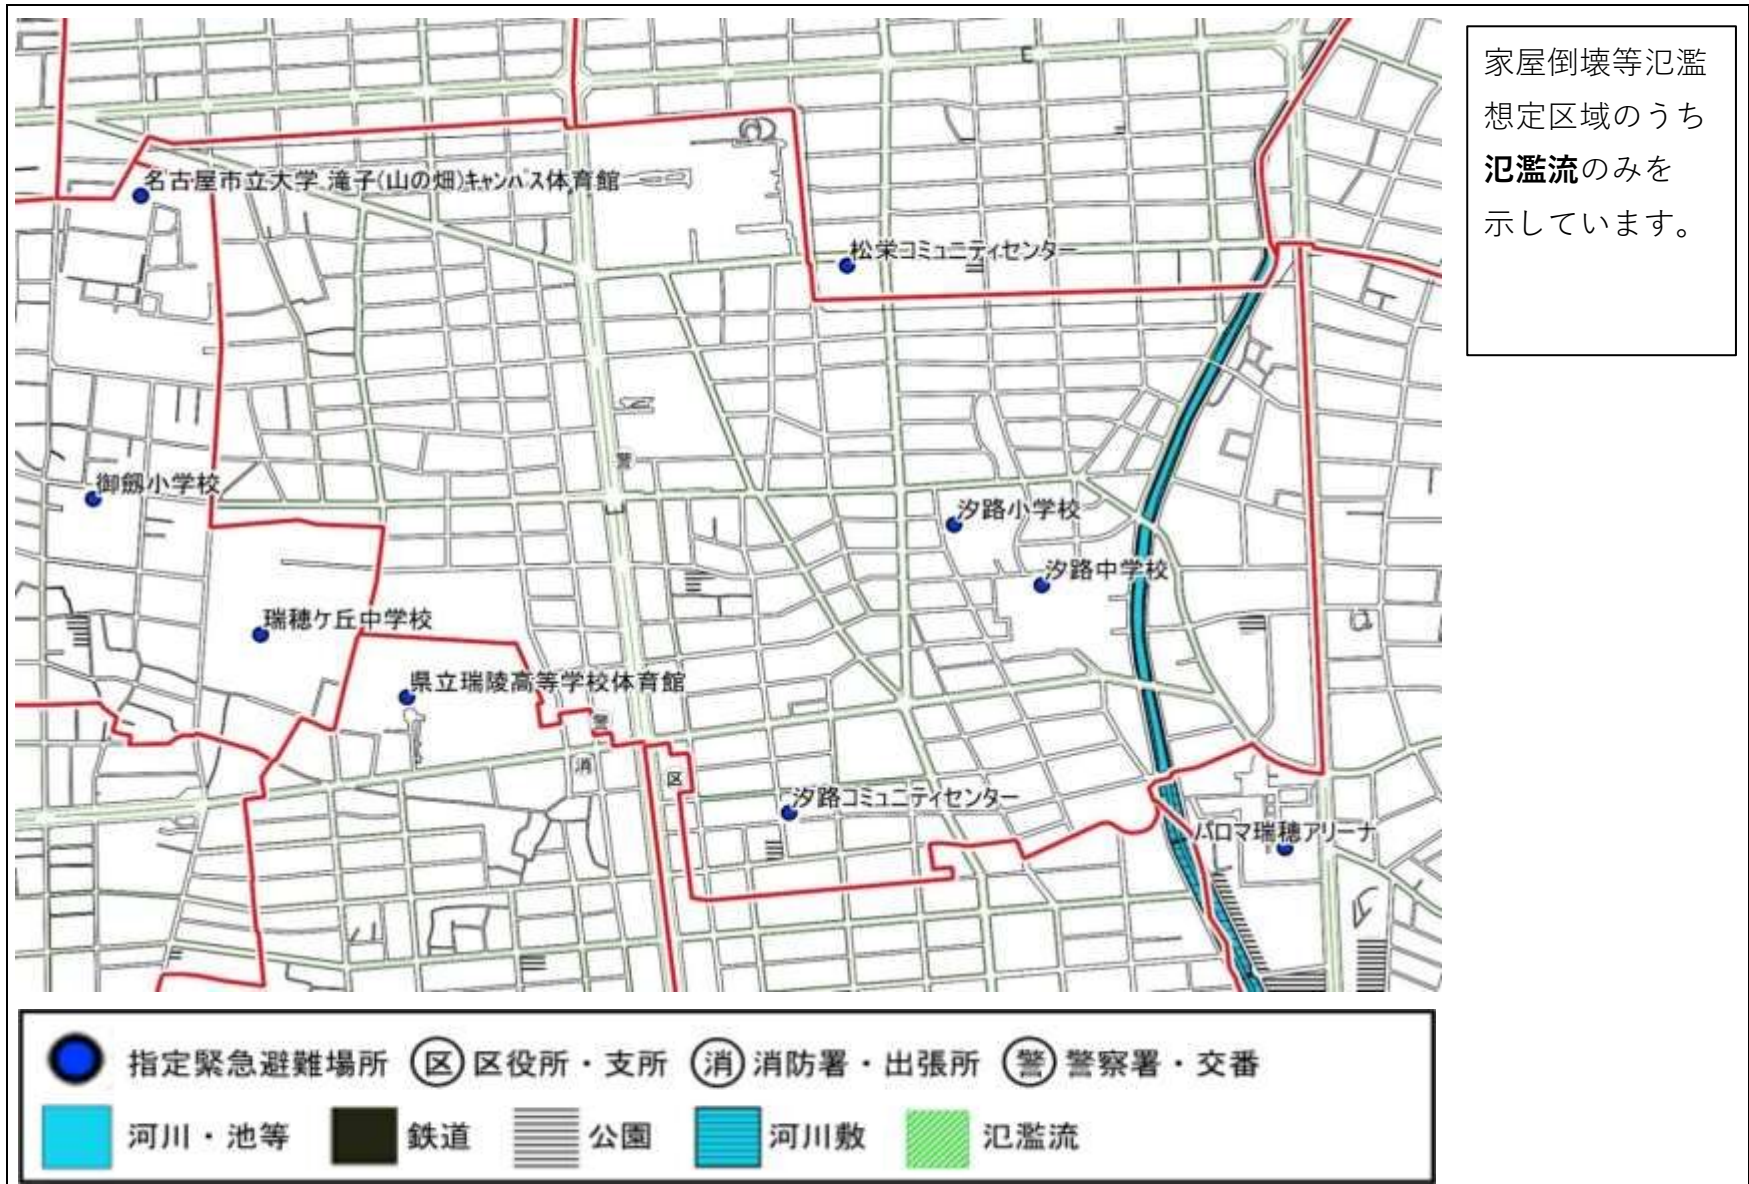 家屋倒壊等氾濫
想定区域のうち
氾濫流のみを
示しています。
名古屋市立大学 滝子(山の畑)キャンパス体育館
松栄コミュニティセンター
警
御劔小学校
汐路小学校
汐路中学校
瑞穂ケ丘中学校
県立瑞陵高等学校体育館
警
消
区
汐路コミュニティセンター
パロマ瑞穂アリーナ
指定緊急避難場所 区 区役所・支所 消 消防署・出張所 警 警察署・交番
河川・池等 鉄道 公園 河川敷 氾濫流